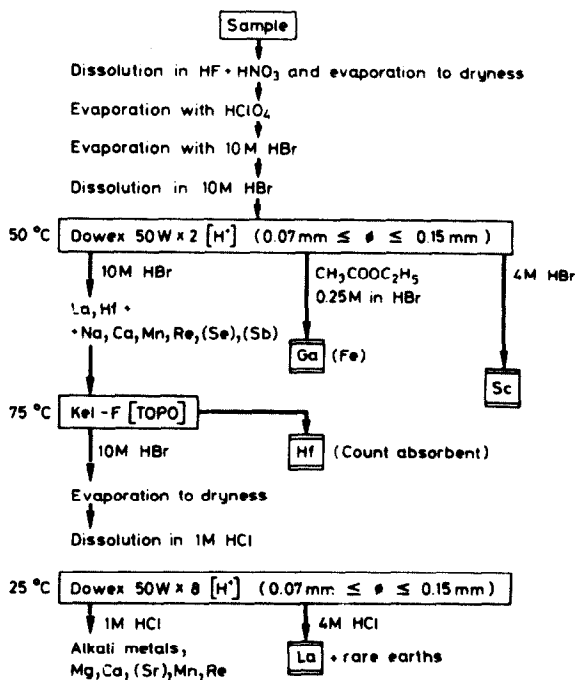 Sample
Dissolution in HF + HNO₃ and evaporation to dryness
Evaporation with HClO₄
Evaporation with 10M HBr
Dissolution in 10M HBr
50 °C Dowex 50W × 2 [H⁺] (0.07mm ≤ ø ≤ 0.15mm)
10M HBr
CH₃COOC₂H₅
0.25M in HBr
4M HBr
La, Hf +
+Na, Ca, Mn, Re, (Se), (Sb)
Ga (Fe)
Sc
75 °C Kel-F [TOPO]
10M HBr
Hf (Count absorbent)
Evaporation to dryness
Dissolution in 1M HCl
25 °C Dowex 50W × 8 [H⁺] (0.07mm ≤ ø ≤ 0.15mm)
1M HCl
4M HCl
Alkali metals,
Mg, Ca, (Sr), Mn, Re
La + rare earths